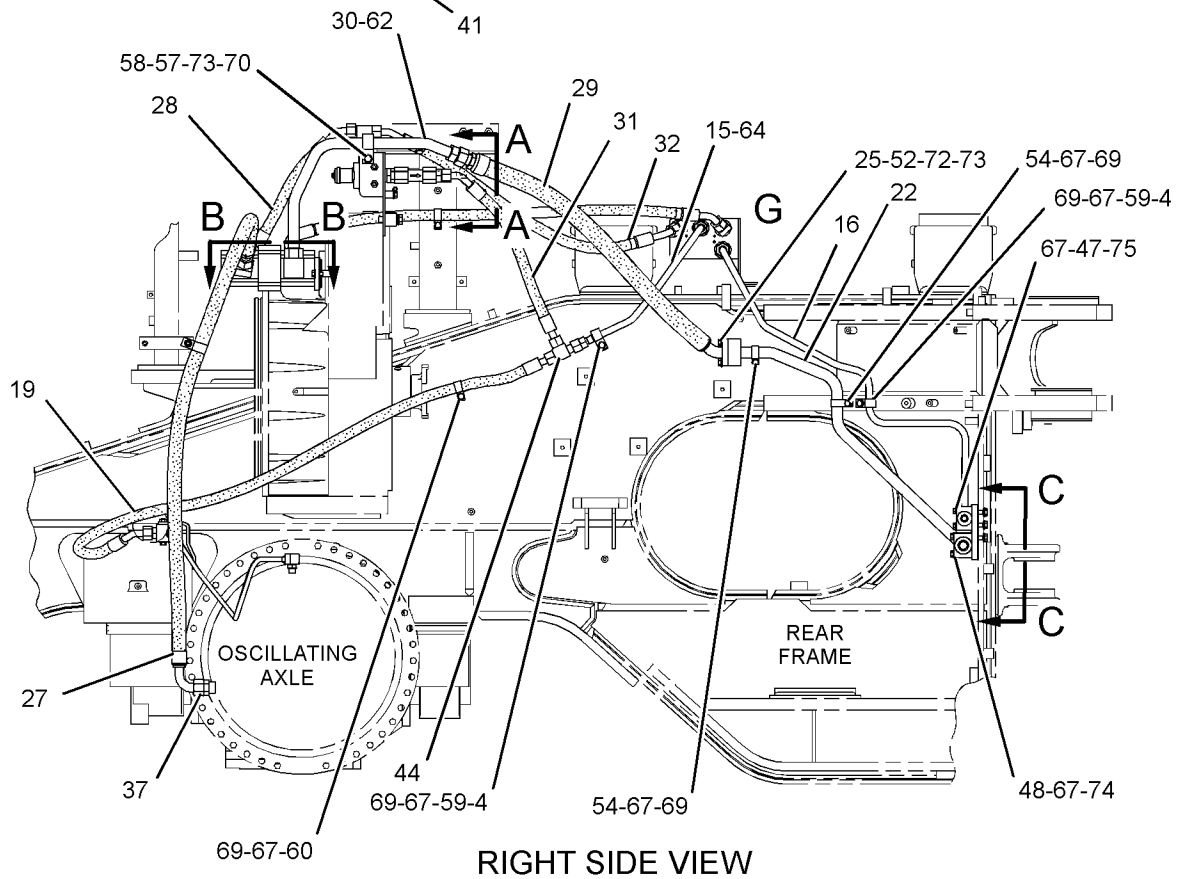 41
30-62
58-57-73-70
28
29
31
15-64
32
25-52-72-73
54-67-69
69-67-59-4
A
G
22
16
67-47-75
B
B
A
19
C
C
OSCILLATING
AXLE
REAR
FRAME
27
37
44
69-67-59-4
54-67-69
48-67-74
69-67-60
RIGHT SIDE VIEW